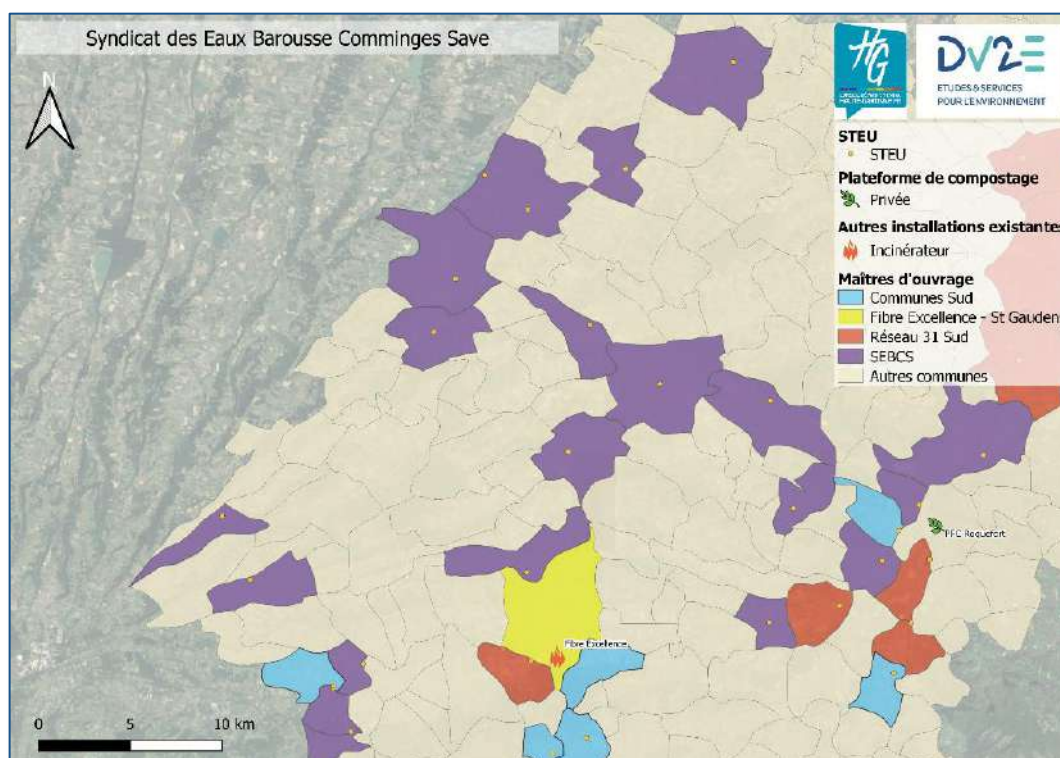 Syndicat des Eaux Barousse Comminges Save
N
HG
DV2E
ETUDES & SERVICES
POUR L'ENVIRONNEMENT
STEU
STEU
Plateforme de compostage
Privée
Autres installations existantes
Incinérateur
Maîtres d'ouvrage
Communes Sud
Fibre Excellence - St Gaudens
Réseau 31 Sud
SEBCS
Autres communes
PFC Roquefort
Fibre Excellence
0 5 10 km